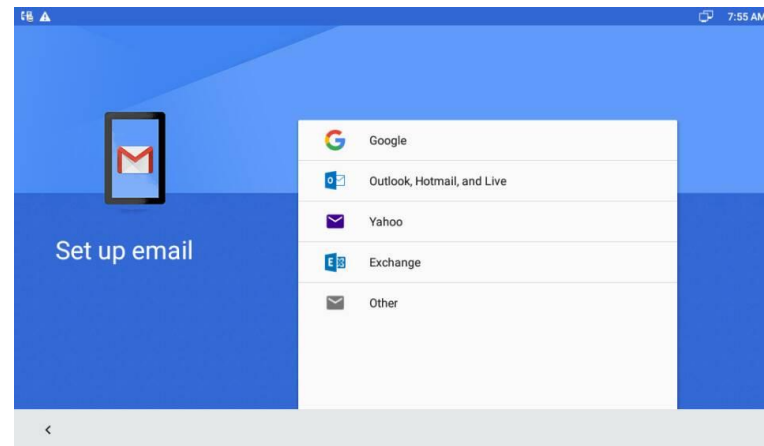 7:55 AM
Set up email
Google
Outlook, Hotmail, and Live
Yahoo
Exchange
Other